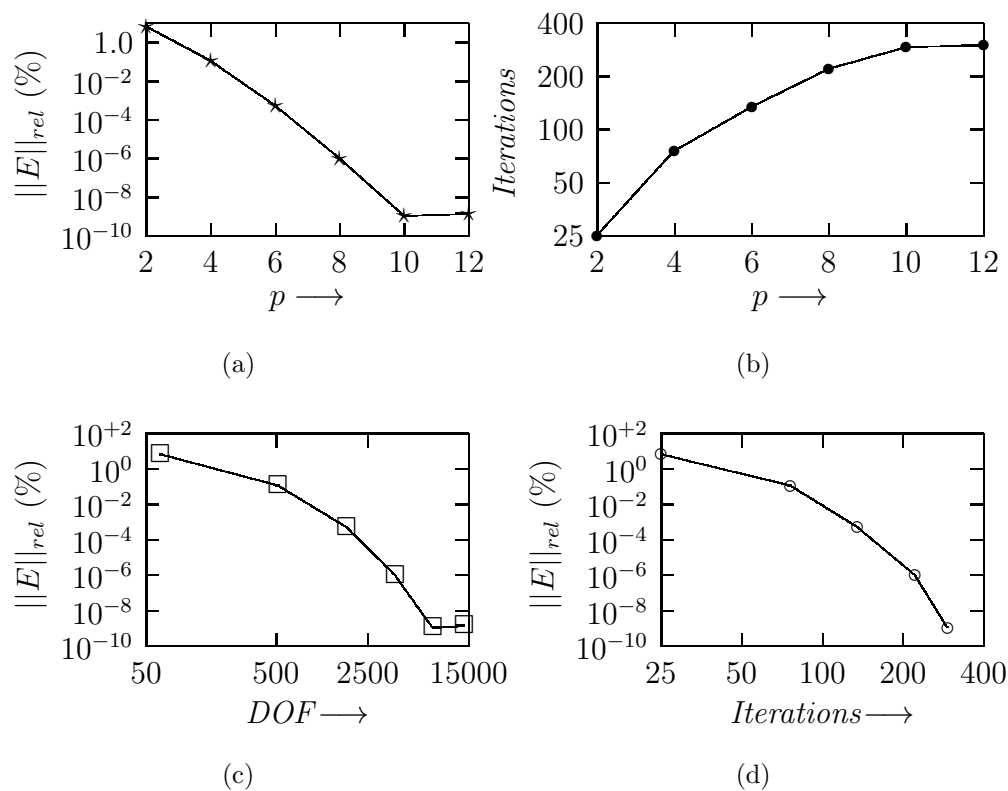 ||E||_rel (%)
1.0
10^−2
10^−4
10^−6
10^−8
10^−10
2 4 6 8 10 12
p ⟶
(a)
Iterations
400
200
100
50
25
2 4 6 8 10 12
p ⟶
(b)
||E||_rel (%)
10^+2
10^0
10^−2
10^−4
10^−6
10^−8
10^−10
50 500 2500 15000
DOF ⟶
(c)
||E||_rel (%)
10^+2
10^0
10^−2
10^−4
10^−6
10^−8
10^−10
25 50 100 200 400
Iterations ⟶
(d)